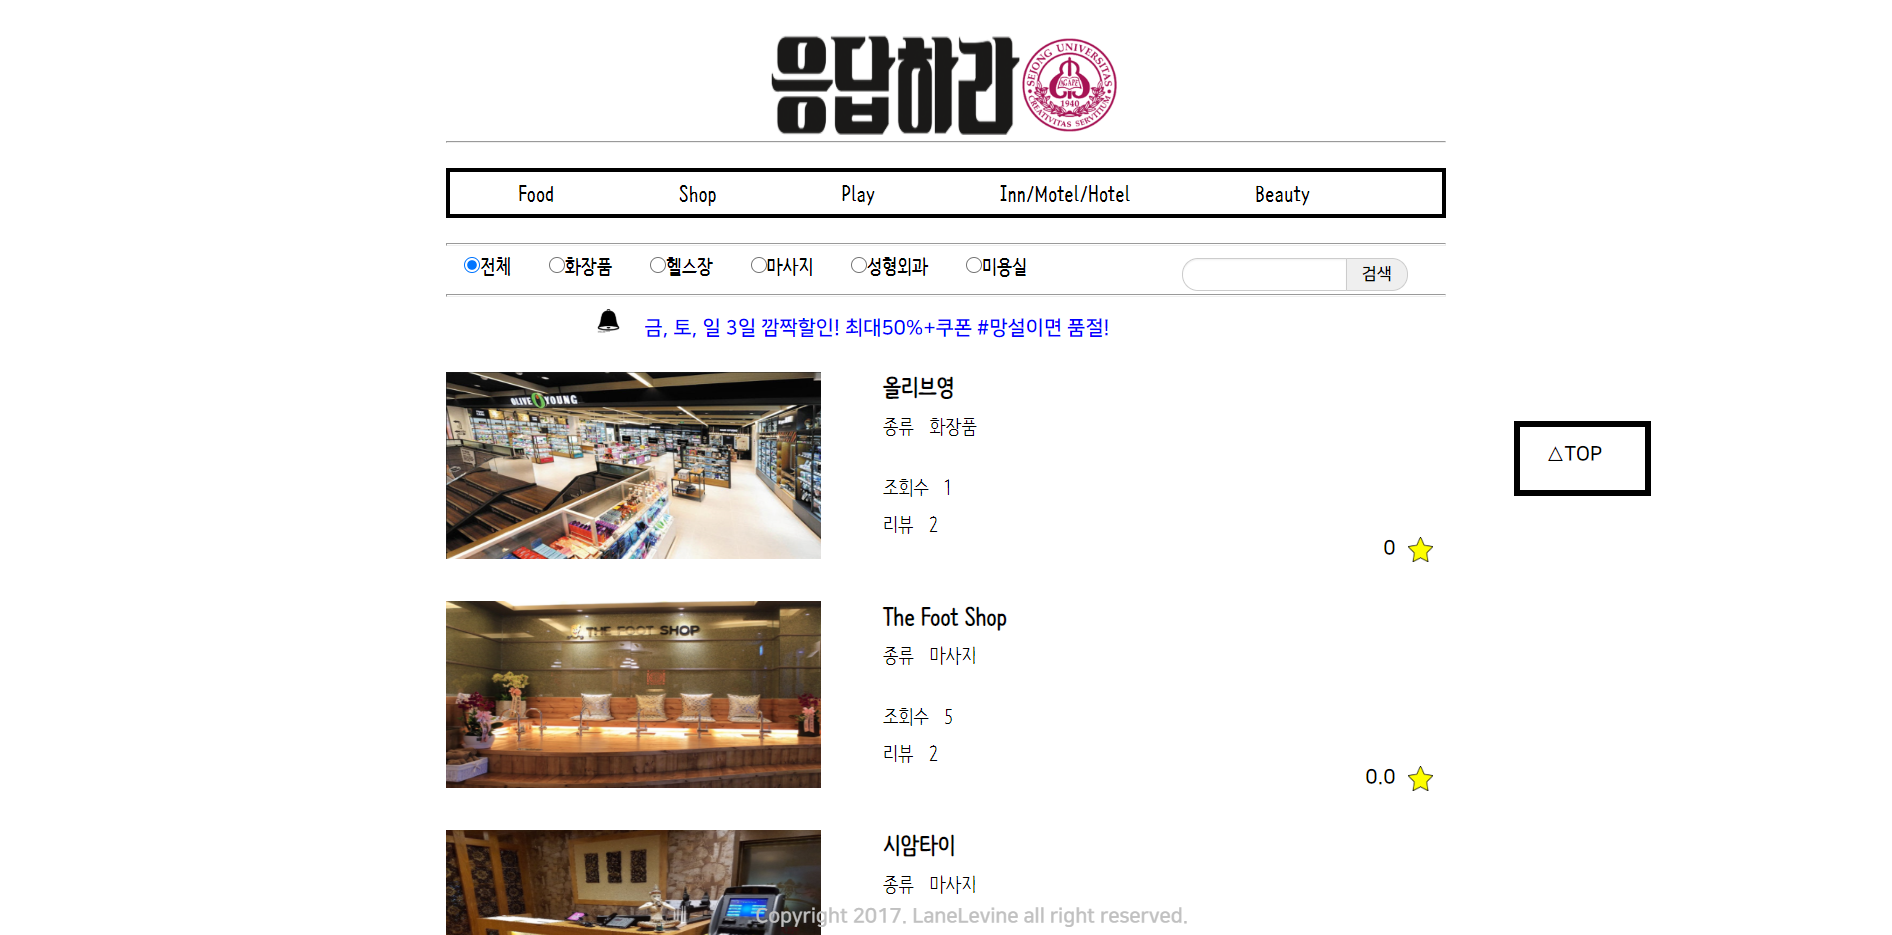 응답하라
SEJONG UNIVERSITAS
AGAPE
1940
CREATIVITAS SERVITIUM
Food Shop Play Inn/Motel/Hotel Beauty
전체 화장품 헬스장 마사지 성형외과 미용실 검색
금, 토, 일 3일 깜짝할인! 최대50%+쿠폰 #망설이면 품절!
OLIVE YOUNG
올리브영
종류 화장품
조회수 1
리뷰 2
0
△TOP
THE FOOT SHOP
The Foot Shop
종류 마사지
조회수 5
리뷰 2
0.0
시암타이
종류 마사지
Copyright 2017. LaneLevine all right reserved.